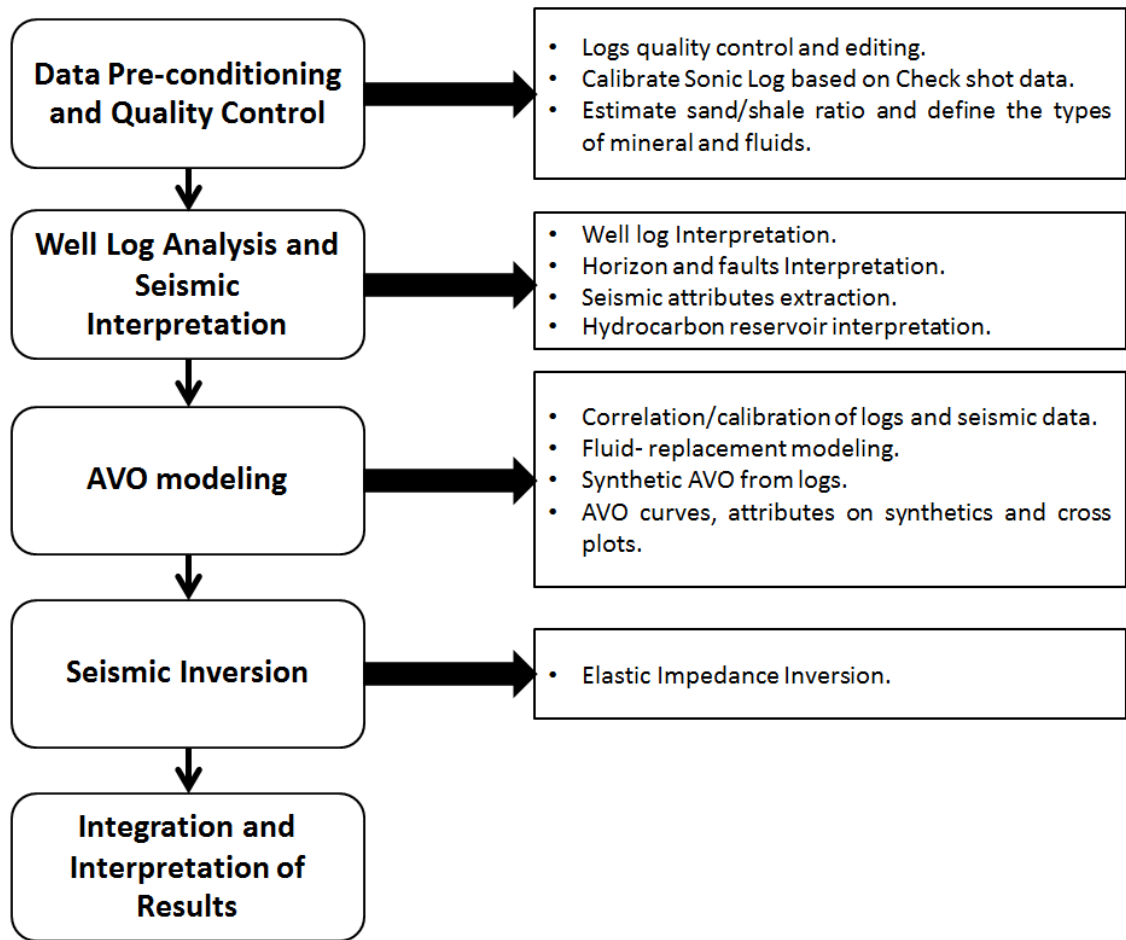 Data Pre-conditioning
and Quality Control
• Logs quality control and editing.
• Calibrate Sonic Log based on Check shot data.
• Estimate sand/shale ratio and define the types
of mineral and fluids.
Well Log Analysis and
Seismic
Interpretation
• Well log Interpretation.
• Horizon and faults Interpretation.
• Seismic attributes extraction.
• Hydrocarbon reservoir interpretation.
AVO modeling
• Correlation/calibration of logs and seismic data.
• Fluid- replacement modeling.
• Synthetic AVO from logs.
• AVO curves, attributes on synthetics and cross
plots.
Seismic Inversion
• Elastic Impedance Inversion.
Integration and
Interpretation of
Results